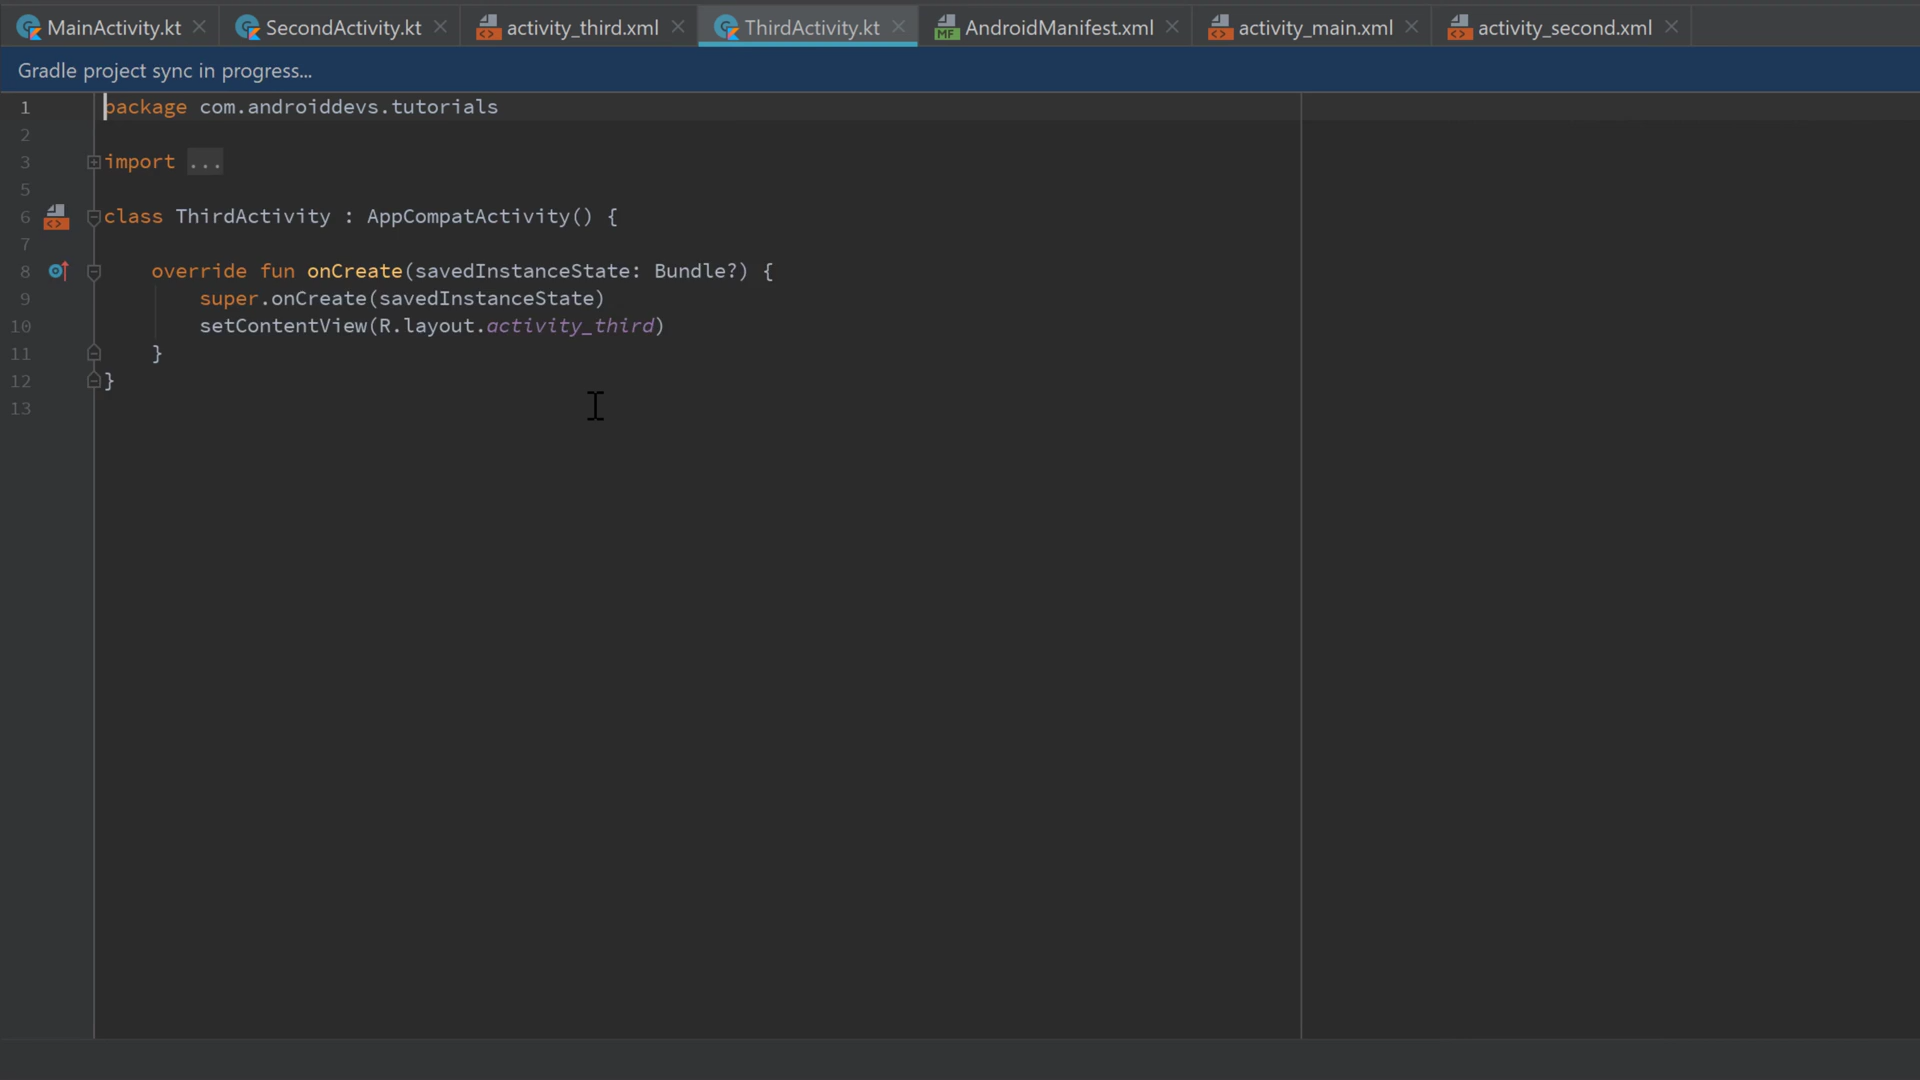 MainActivity.kt SecondActivity.kt activity_third.xml ThirdActivity.kt AndroidManifest.xml activity_main.xml activity_second.xml
Gradle project sync in progress...
1 package com.androiddevs.tutorials
2
3 import ...
5
6 class ThirdActivity : AppCompatActivity() {
7
8 override fun onCreate(savedInstanceState: Bundle?) {
9 super.onCreate(savedInstanceState)
10 setContentView(R.layout.activity_third)
11 }
12 }
13